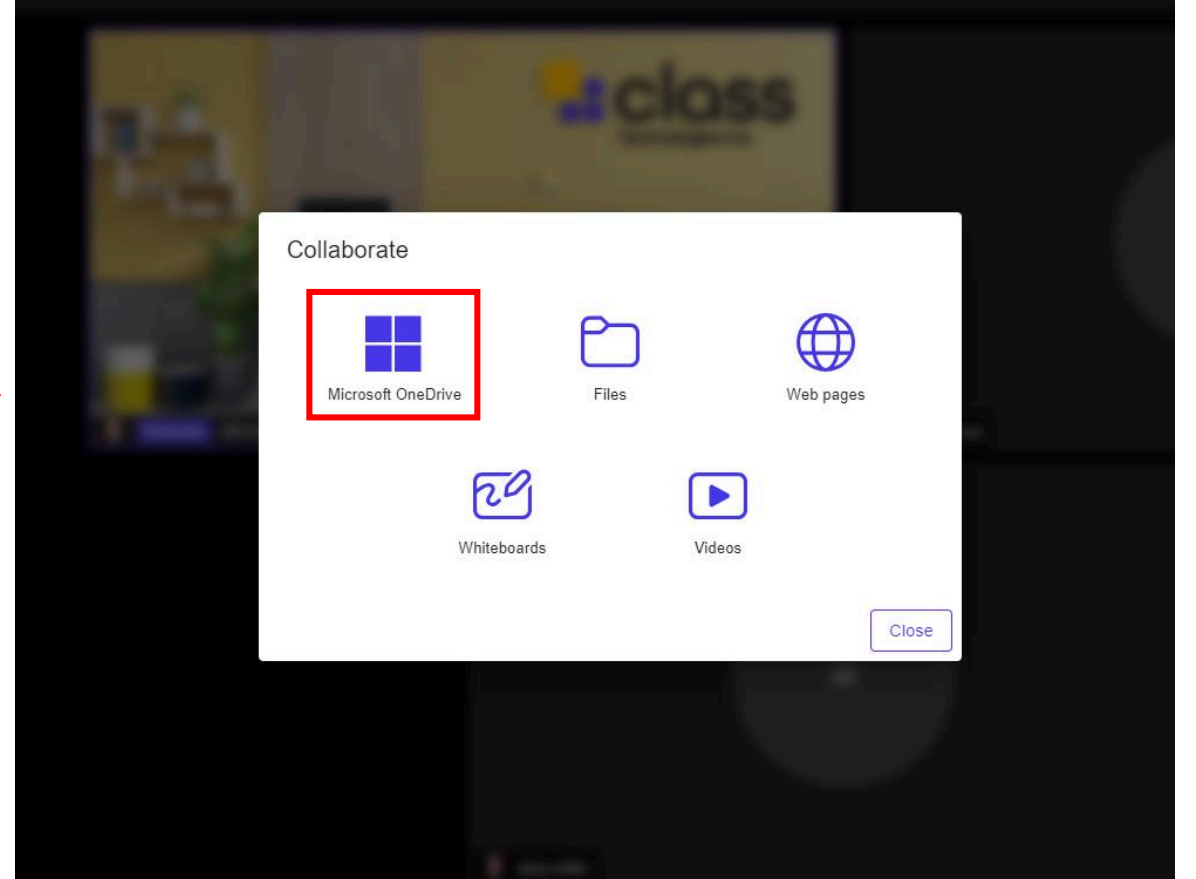 class
Collaborate
Microsoft OneDrive
Files
Web pages
Whiteboards
Videos
Close